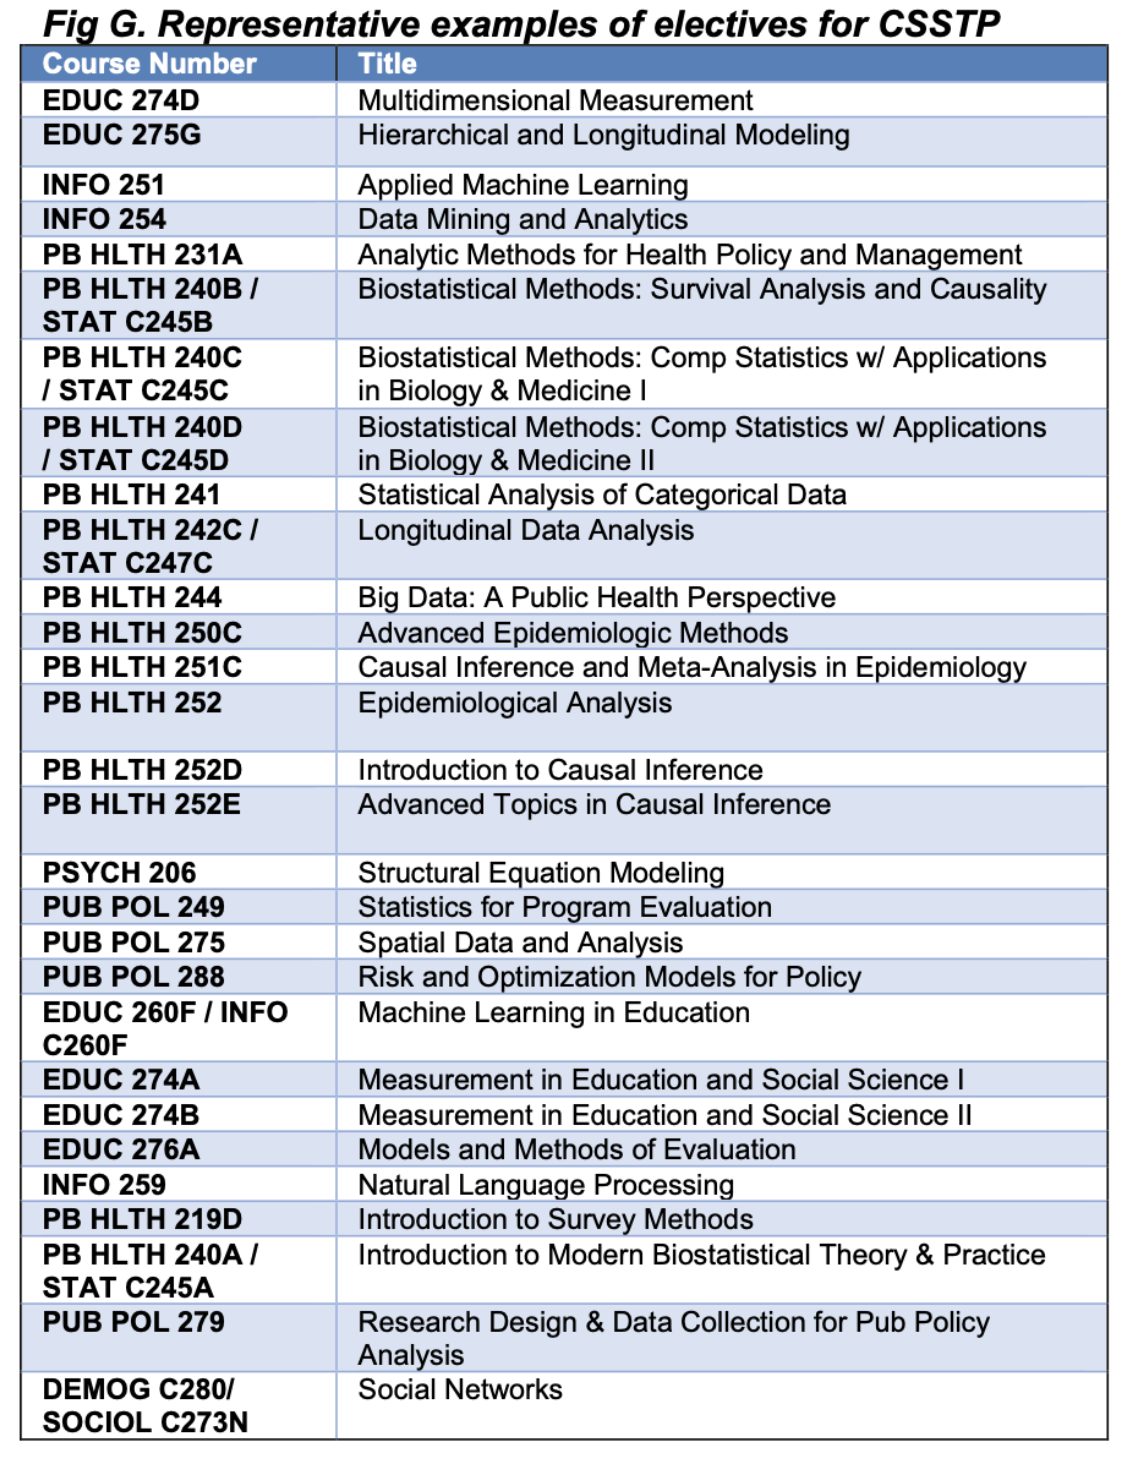 Fig G. Representative examples of electives for CSSTP
Course Number Title
EDUC 274D Multidimensional Measurement
EDUC 275G Hierarchical and Longitudinal Modeling
INFO 251 Applied Machine Learning
INFO 254 Data Mining and Analytics
PB HLTH 231A Analytic Methods for Health Policy and Management
PB HLTH 240B / Biostatistical Methods: Survival Analysis and Causality
STAT C245B
PB HLTH 240C Biostatistical Methods: Comp Statistics w/ Applications
/ STAT C245C in Biology & Medicine I
PB HLTH 240D Biostatistical Methods: Comp Statistics w/ Applications
/ STAT C245D in Biology & Medicine II
PB HLTH 241 Statistical Analysis of Categorical Data
PB HLTH 242C / Longitudinal Data Analysis
STAT C247C
PB HLTH 244 Big Data: A Public Health Perspective
PB HLTH 250C Advanced Epidemiologic Methods
PB HLTH 251C Causal Inference and Meta-Analysis in Epidemiology
PB HLTH 252 Epidemiological Analysis
PB HLTH 252D Introduction to Causal Inference
PB HLTH 252E Advanced Topics in Causal Inference
PSYCH 206 Structural Equation Modeling
PUB POL 249 Statistics for Program Evaluation
PUB POL 275 Spatial Data and Analysis
PUB POL 288 Risk and Optimization Models for Policy
EDUC 260F / INFO Machine Learning in Education
C260F
EDUC 274A Measurement in Education and Social Science I
EDUC 274B Measurement in Education and Social Science II
EDUC 276A Models and Methods of Evaluation
INFO 259 Natural Language Processing
PB HLTH 219D Introduction to Survey Methods
PB HLTH 240A / Introduction to Modern Biostatistical Theory & Practice
STAT C245A
PUB POL 279 Research Design & Data Collection for Pub Policy
Analysis
DEMOG C280/ Social Networks
SOCIOL C273N